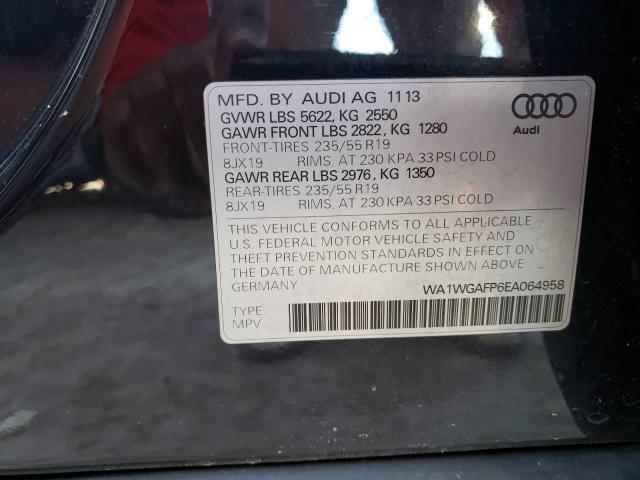 MFD. BY AUDI AG 11 13
GVWR LBS 5622, KG 2550
GAWR FRONT LBS 2822, KG 1280
FRONT-TIRES 235/55 R19
8JX19 RIMS, AT 230 KPA 33 PSI COLD
GAWR REAR LBS 2976, KG 1350
REAR-TIRES 235/55 R19
8JX19 RIMS, AT 230 KPA 33 PSI COLD
Audi
THIS VEHICLE CONFORMS TO ALL APPLICABLE
U.S. FEDERAL MOTOR VEHICLE SAFETY AND
THEFT PREVENTION STANDARDS IN EFFECT ON
THE DATE OF MANUFACTURE SHOWN ABOVE.
GERMANY
WA1WGAFP6EA064958
TYPE:
MPV